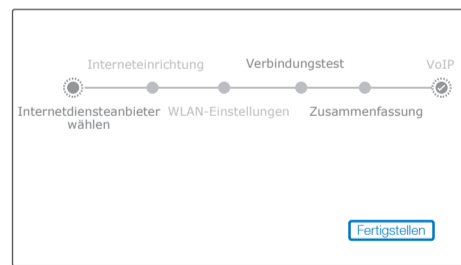 Interneteinrichtung Verbindungstest VoIP
Internetdiensteanbieter wählen WLAN-Einstellungen Zusammenfassung
Fertigstellen